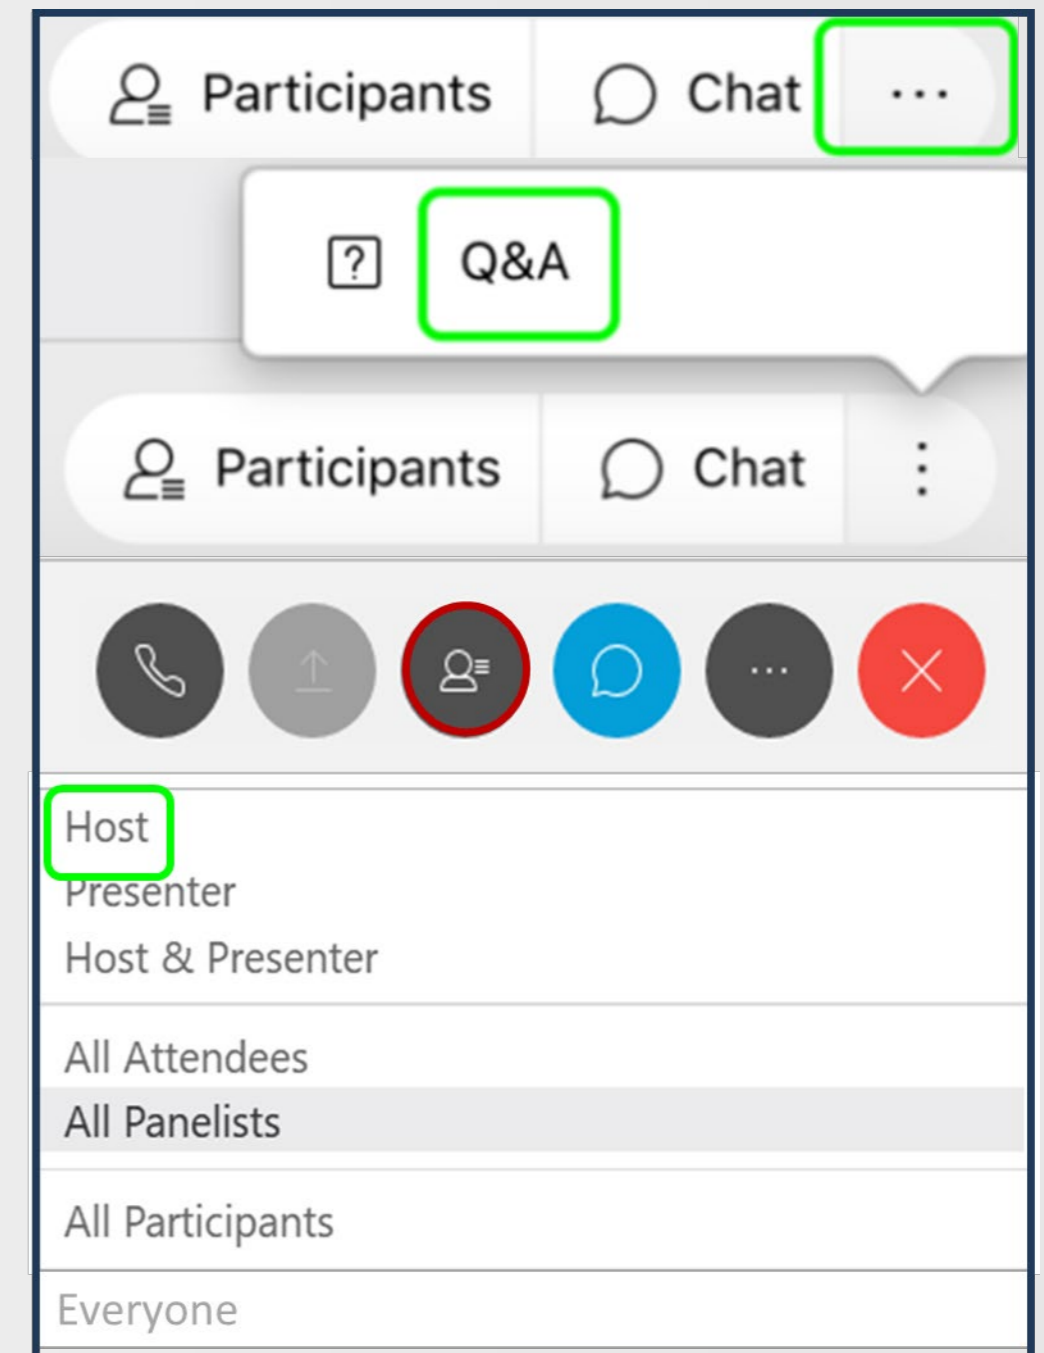 Participants Chat ...
? Q&A
Participants Chat
Host
Presenter
Host & Presenter
All Attendees
All Panelists
All Participants
Everyone